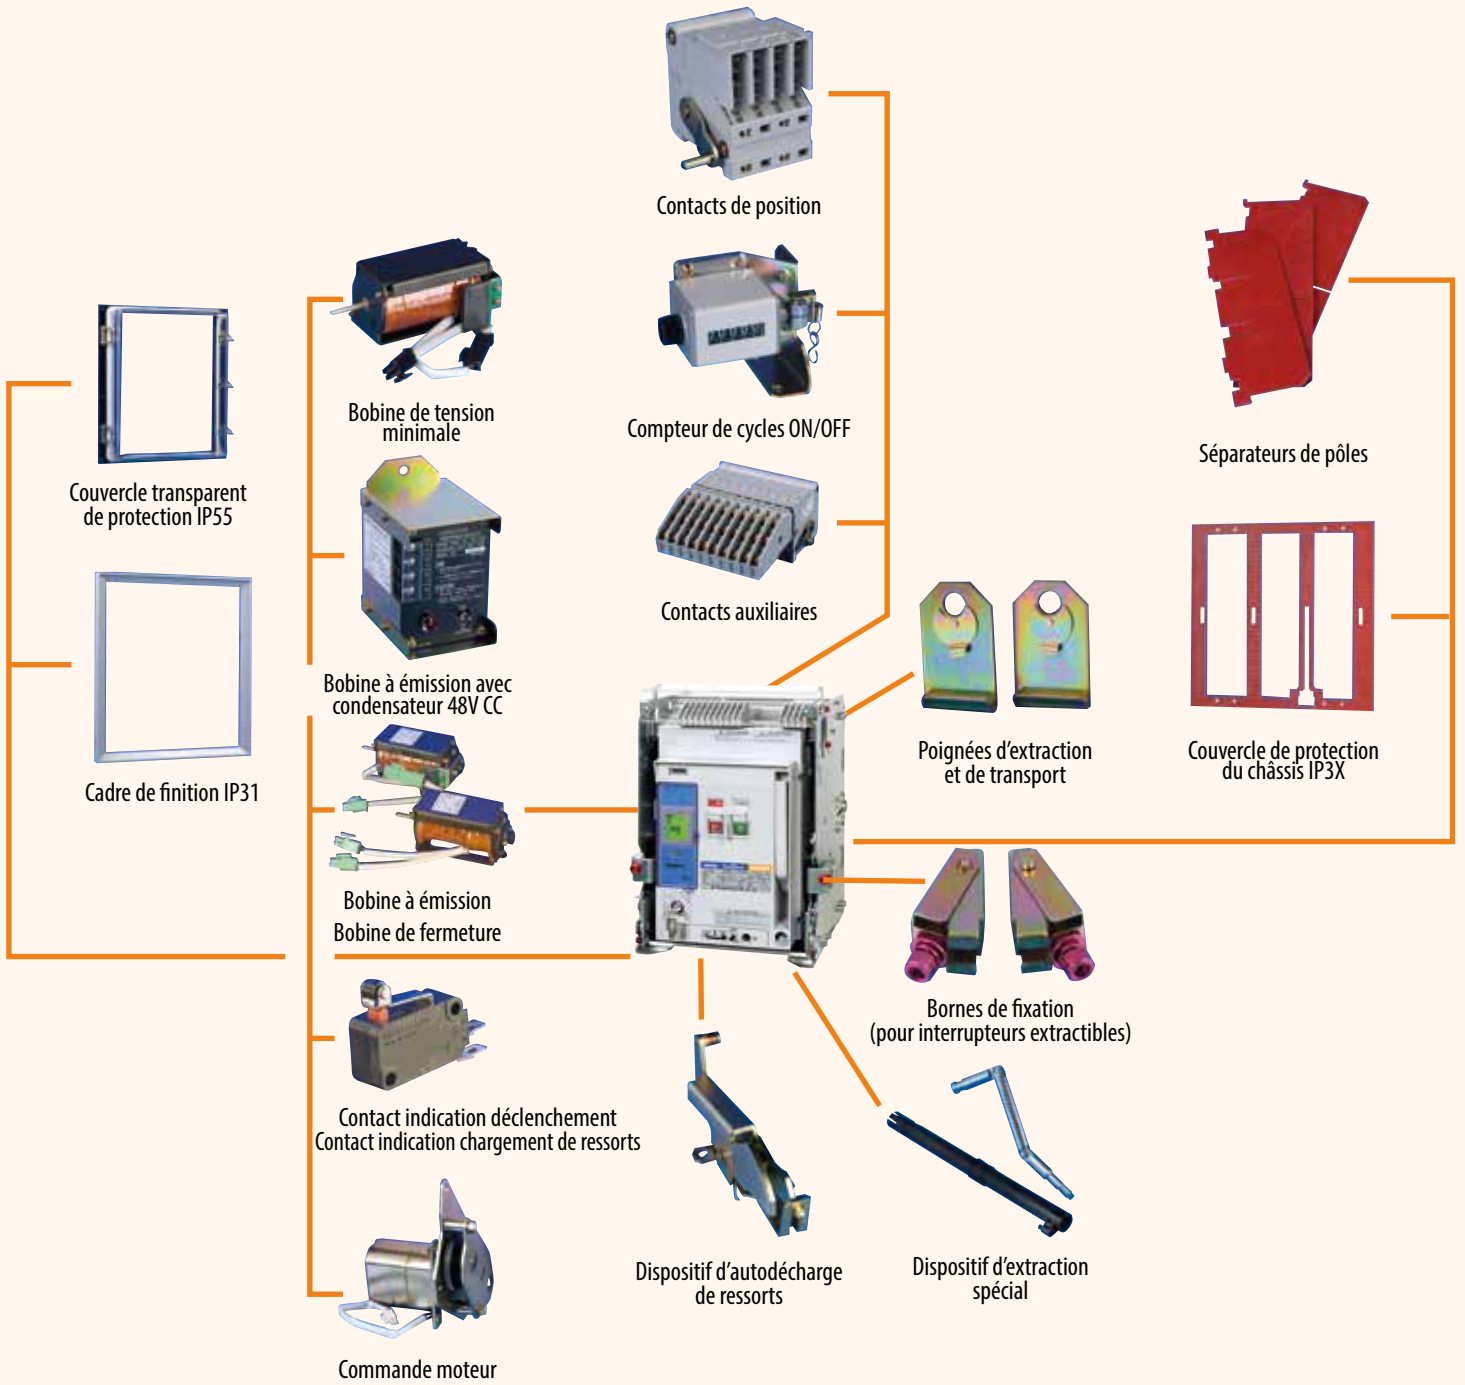 Contacts de position
Compteur de cycles ON/OFF
Contacts auxiliaires
Bobine de tension
minimale
Bobine à émission avec
condensateur 48V CC
Bobine à émission
Bobine de fermeture
Contact indication déclenchement
Contact indication chargement de ressorts
Commande moteur
Couvercle transparent
de protection IP55
Cadre de finition IP31
Séparateurs de pôles
Couvercle de protection
du châssis IP3X
Poignées d'extraction
et de transport
Bornes de fixation
(pour interrupteurs extractibles)
Dispositif d'autodécharge
de ressorts
Dispositif d'extraction
spécial